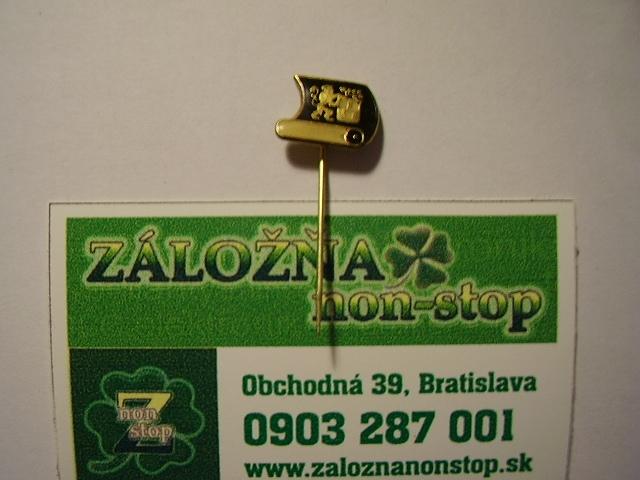 ZÁLOŽŇA
non-stop
Obchodná 39, Bratislava
0903 287 001
www.zaloznanonstop.sk
Z
non
stop